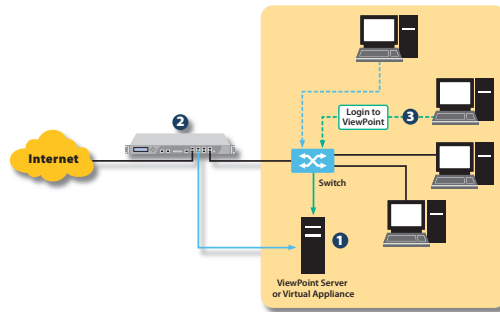 2
Login to
ViewPoint
3
Internet
Switch
1
ViewPoint Server
or Virtual Appliance